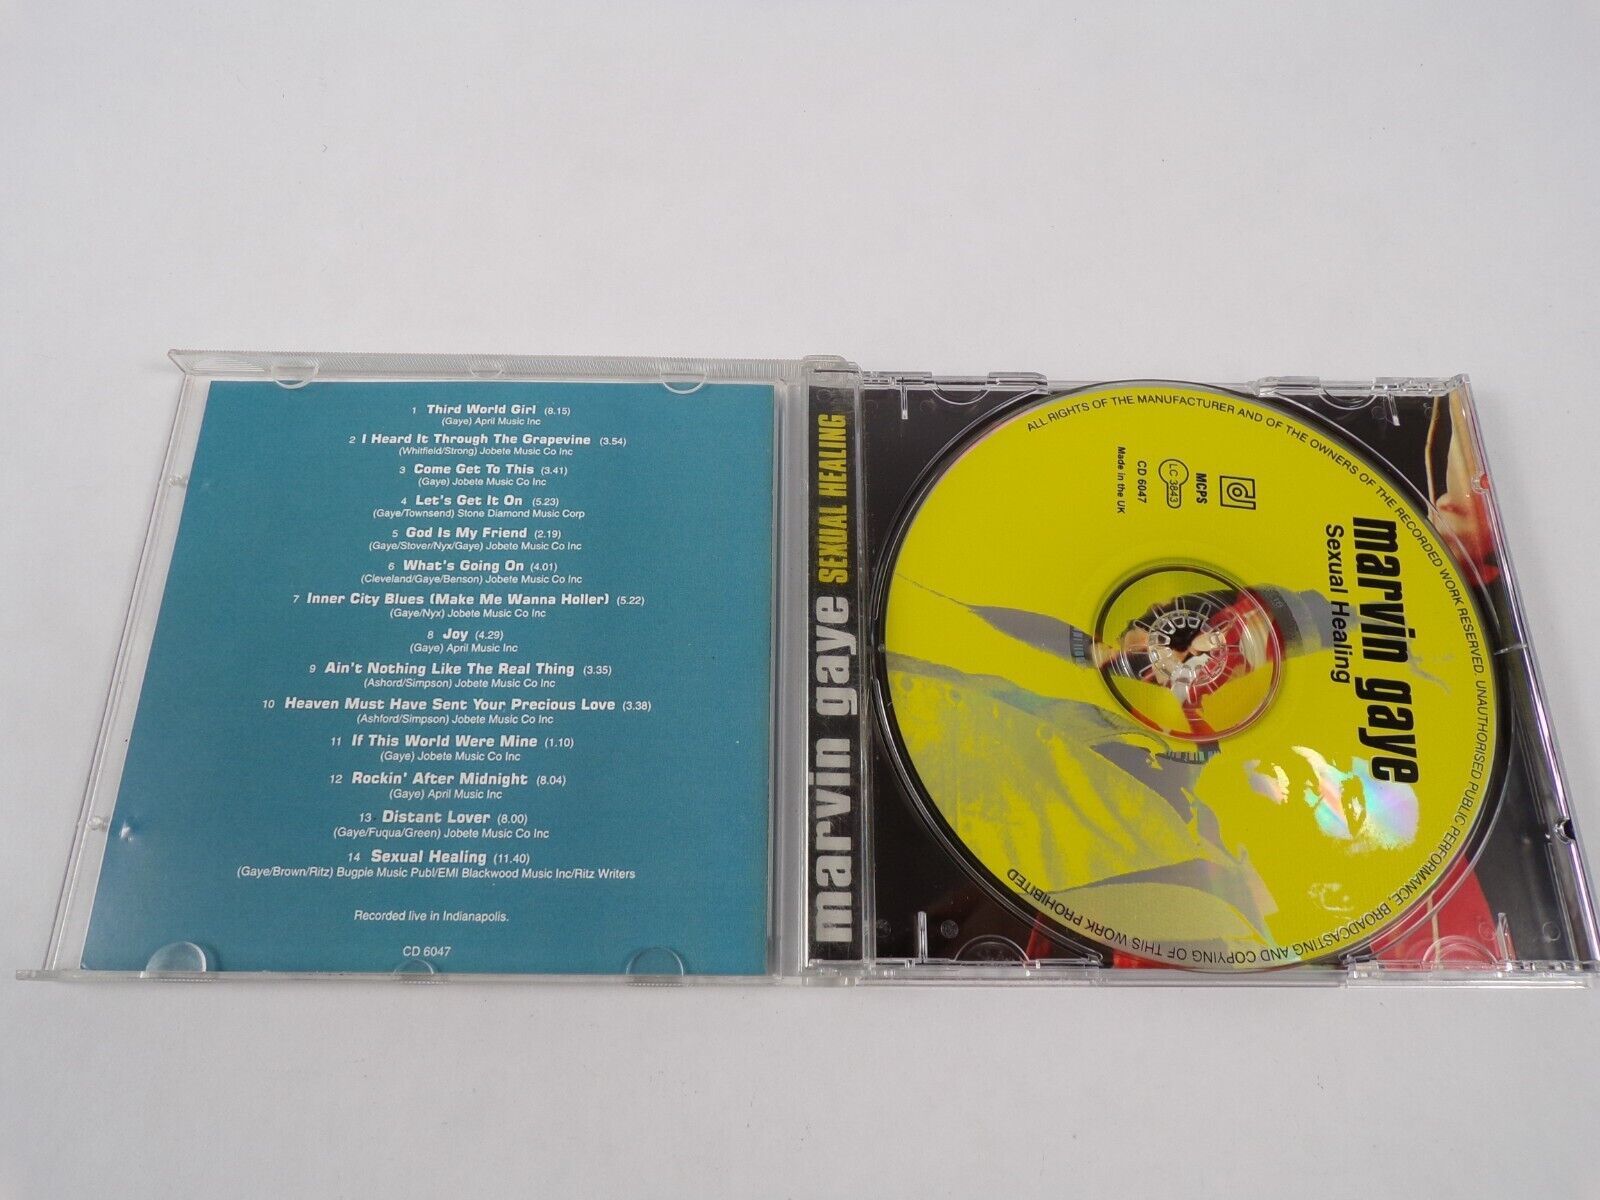 1 Third World Girl (8.15)
(Gaye) April Music Inc
2 I Heard It Through The Grapevine (3.54)
(Whitfield/Strong) Jobete Music Co Inc
3 Come Get To This (3.41)
(Gaye) Jobete Music Co Inc
4 Let's Get It On (5.23)
(Gaye/Townsend) Stone Diamond Music Corp
5 God Is My Friend (2.19)
(Gaye/Stover/Nyx/Gaye) Jobete Music Co Inc
6 What's Going On (4.01)
(Cleveland/Gaye/Benson) Jobete Music Co Inc
7 Inner City Blues (Make Me Wanna Holler) (5.22)
(Gaye/Nyx) Jobete Music Co Inc
8 Joy (4.29)
(Gaye) April Music Inc
9 Ain't Nothing Like The Real Thing (3.35)
(Ashord/Simpson) Jobete Music Co Inc
10 Heaven Must Have Sent Your Precious Love (3.38)
(Ashford/Simpson) Jobete Music Co Inc
11 If This World Were Mine (1.10)
(Gaye) Jobete Music Co Inc
12 Rockin' After Midnight (8.04)
(Gaye) April Music Inc
13 Distant Lover (8.00)
(Gaye/Fuqua/Green) Jobete Music Co Inc
14 Sexual Healing (11.40)
(Gaye/Brown/Ritz) Bugpie Music Publ/EMI Blackwood Music Inc/Ritz Writers
Recorded live in Indianapolis.
CD 6047
marvin gaye SEXUAL HEALING
marvin gaye
Sexual Healing
MCPS
LC 3843
CD 6047
Made in the UK
ALL RIGHTS OF THE MANUFACTURER AND OF THE OWNERS OF THE RECORDED WORK RESERVED. UNAUTHORISED PUBLIC PERFORMANCE, BROADCASTING AND COPYING OF THIS WORK PROHIBITED